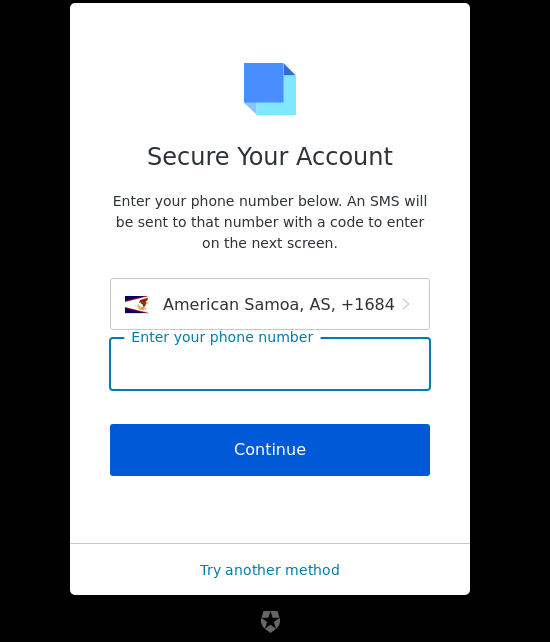 Secure Your Account
Enter your phone number below. An SMS will
be sent to that number with a code to enter
on the next screen.
American Samoa, AS, +1684
Enter your phone number
Continue
Try another method